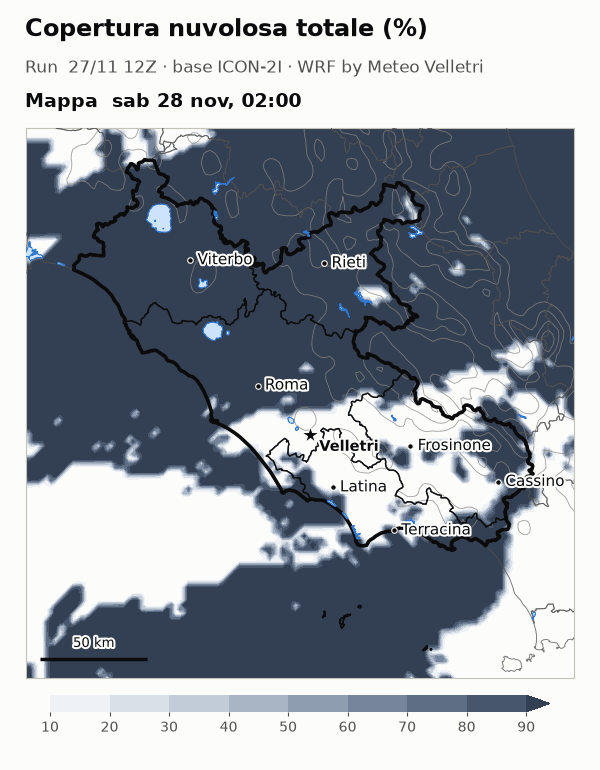 Copertura nuvolosa totale (%)
Run 27/11 12Z · base ICON-2I · WRF by Meteo Velletri
Mappa sab 28 nov, 02:00
Viterbo
Rieti
Roma
Velletri
Frosinone
Latina
Cassino
Terracina
50 km
10 20 30 40 50 60 70 80 90